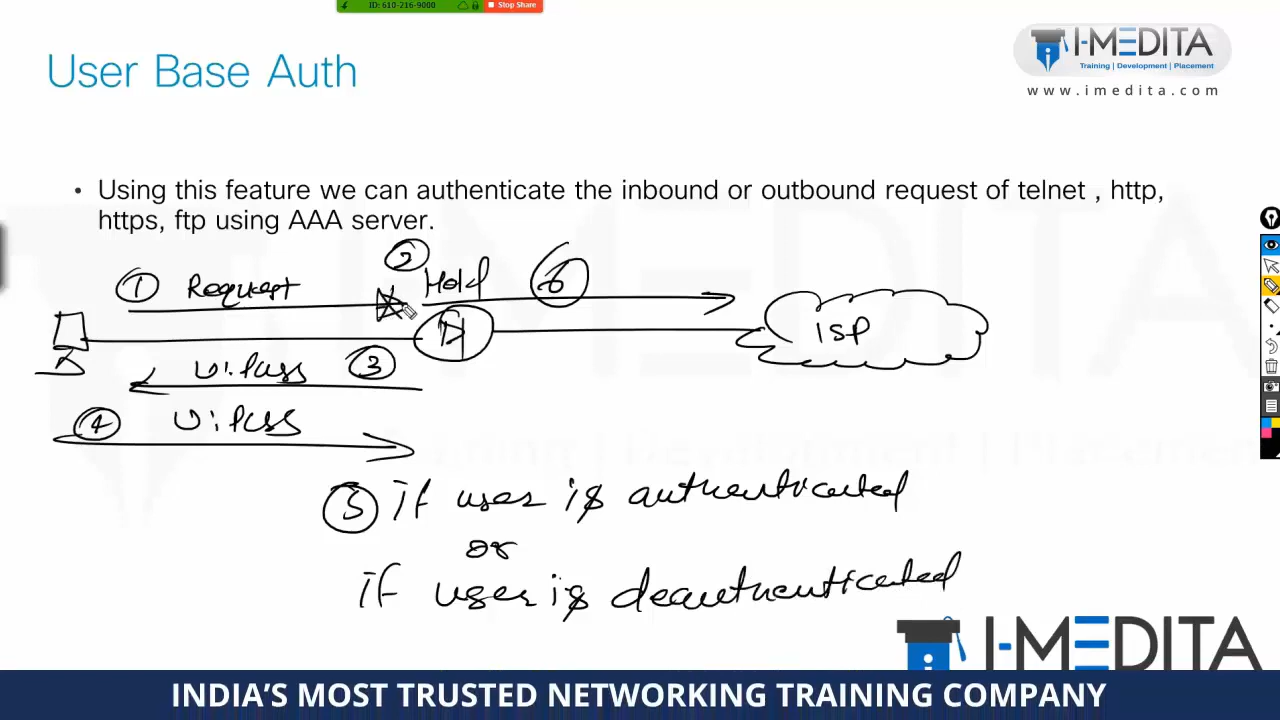 ID: 610-216-9000 Stop Share
I-MEDITA
Training | Development | Placement
www.imedita.com
User Base Auth
• Using this feature we can authenticate the inbound or outbound request of telnet , http,
https, ftp using AAA server.
2
1 Request Hold 6
ISP
U: Pass 3
4 U: Pass
Training | Development | Placement
5 if user is authenticated
or
if user is deauthenticated
I-MEDITA
INDIA'S MOST TRUSTED NETWORKING TRAINING COMPANY